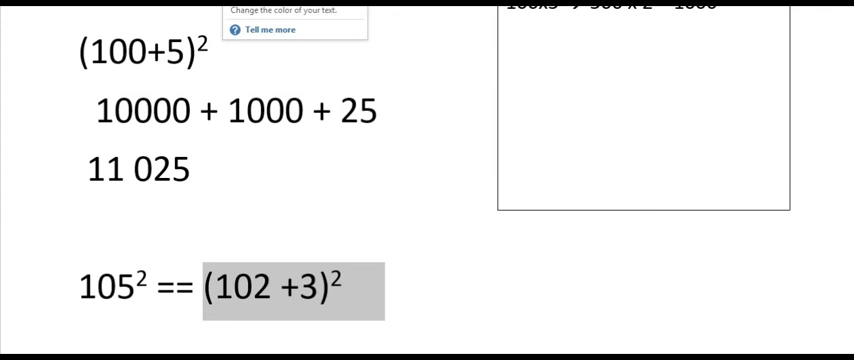 Change the color of your text.
Tell me more
(100+5)²
10000 + 1000 + 25
11 025
105² == (102 +3)²